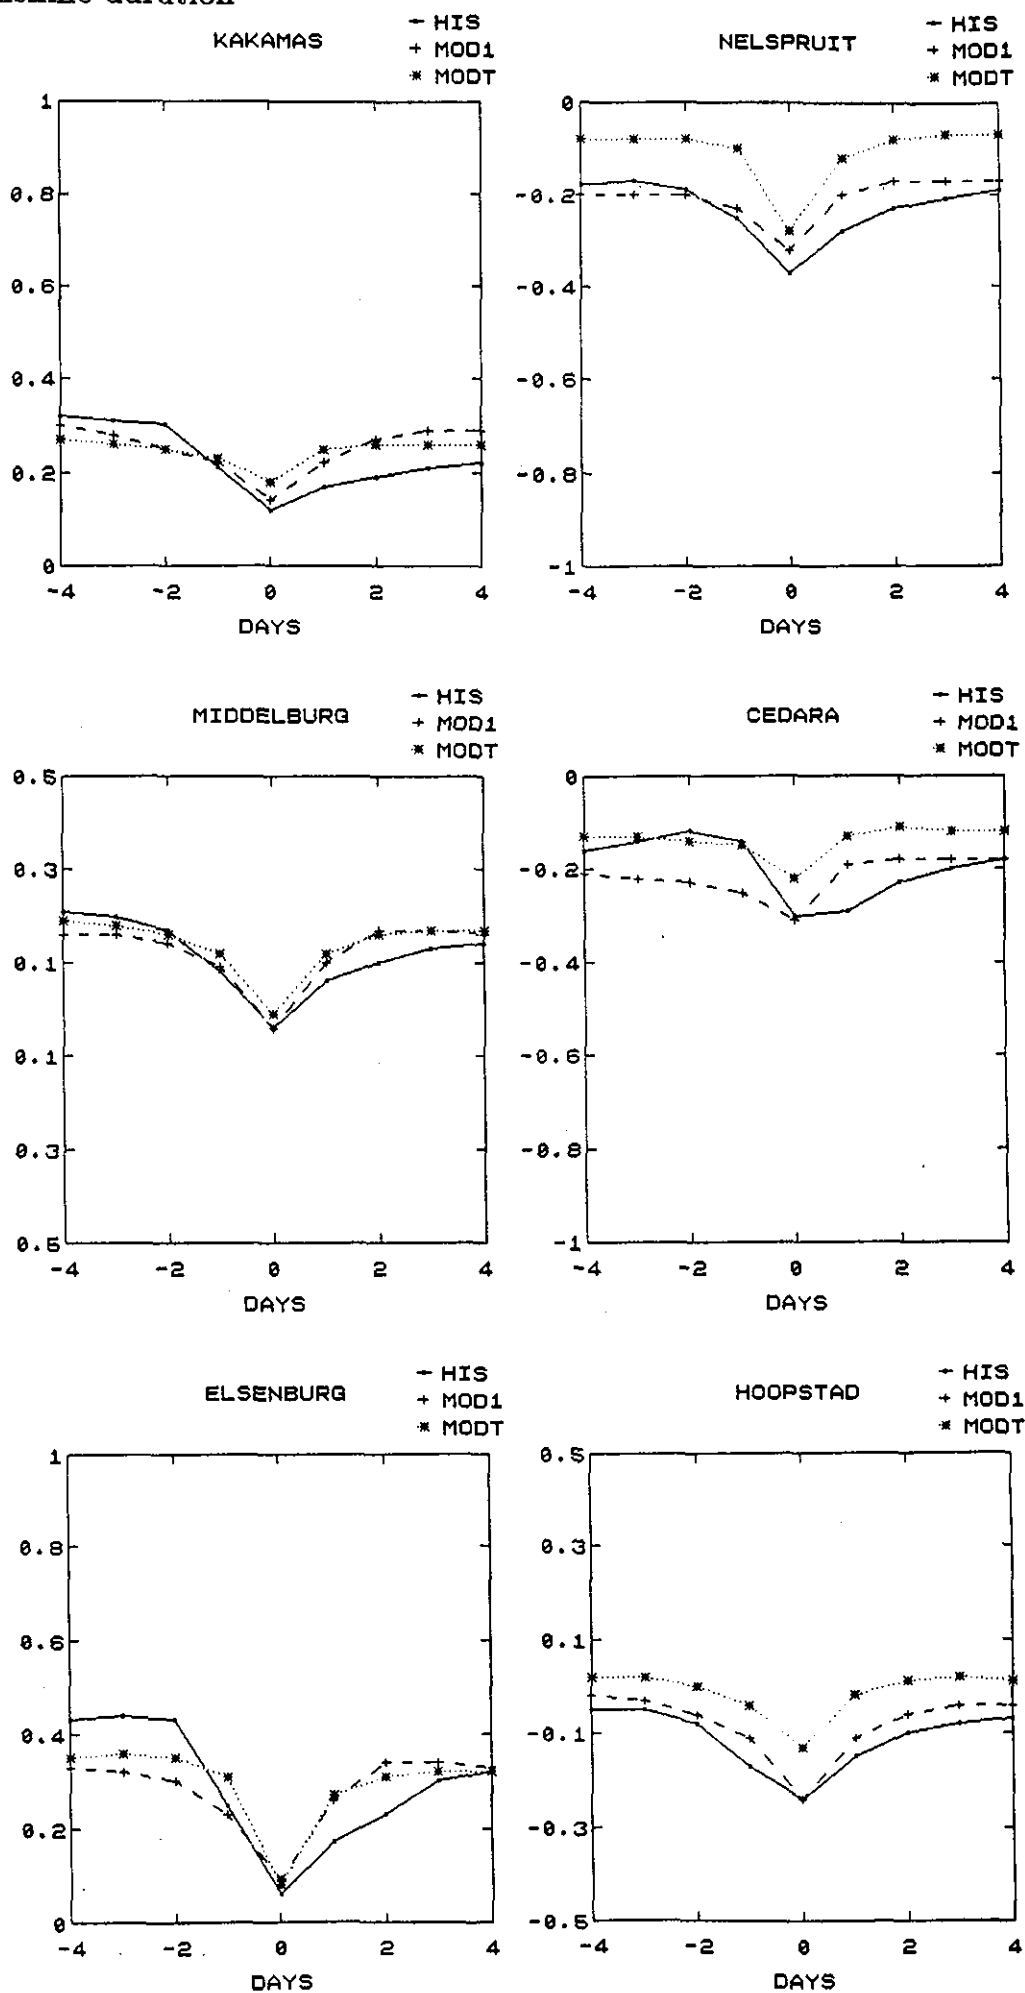 duration
KAKAMAS
HIS
MOD1
MODT
1
0.8
0.6
0.4
0.2
0
-4 -2 0 2 4
DAYS
NELSPRUIT
HIS
MOD1
MODT
0
-0.2
-0.4
-0.6
-0.8
-1
-4 -2 0 2 4
DAYS
MIDDELBURG
HIS
MOD1
MODT
0.5
0.3
0.1
0.1
0.3
0.5
-4 -2 0 2 4
DAYS
CEDARA
HIS
MOD1
MODT
0
-0.2
-0.4
-0.6
-0.8
-1
-4 -2 0 2 4
DAYS
ELSENBURG
HIS
MOD1
MODT
1
0.8
0.6
0.4
0.2
0
-4 -2 0 2 4
DAYS
HOOPSTAD
HIS
MOD1
MODT
0.5
0.3
0.1
-0.1
-0.3
-0.5
-4 -2 0 2 4
DAYS